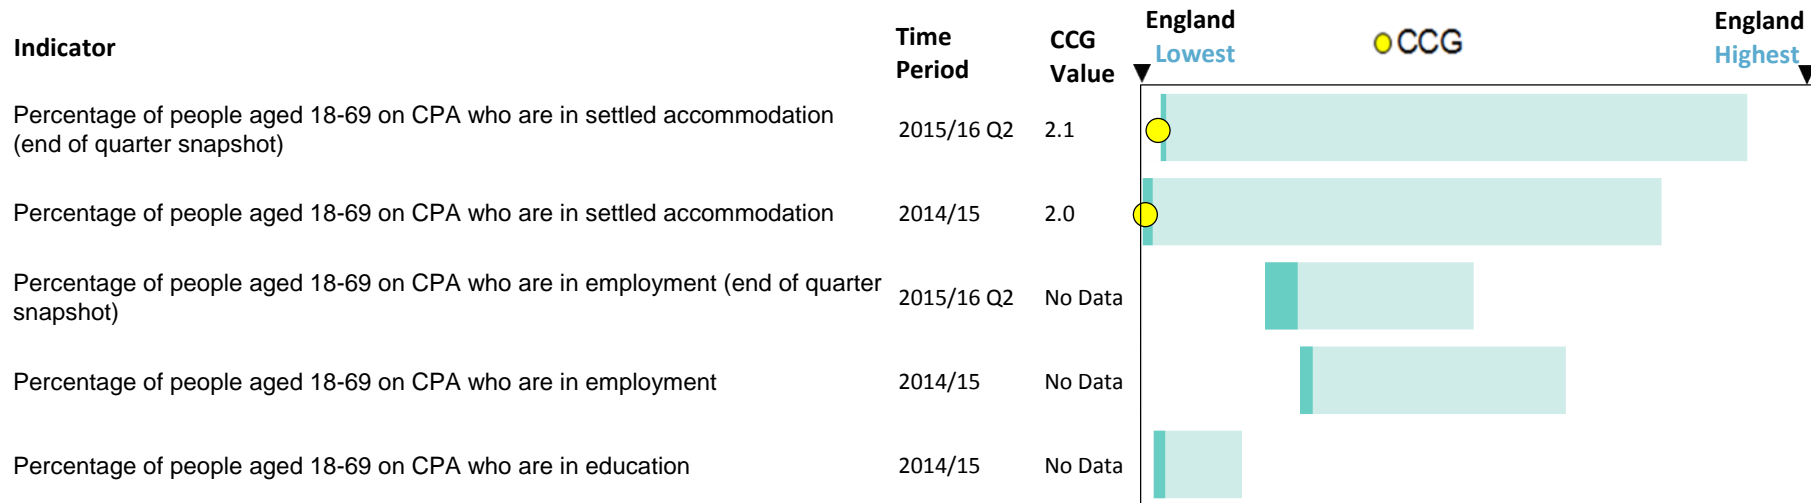 Indicator
Time Period
CCG Value
England Lowest
CCG
England Highest
Percentage of people aged 18-69 on CPA who are in settled accommodation
(end of quarter snapshot)
2015/16 Q2
2.1
Percentage of people aged 18-69 on CPA who are in settled accommodation
2014/15
2.0
Percentage of people aged 18-69 on CPA who are in employment (end of quarter
snapshot)
2015/16 Q2
No Data
Percentage of people aged 18-69 on CPA who are in employment
2014/15
No Data
Percentage of people aged 18-69 on CPA who are in education
2014/15
No Data